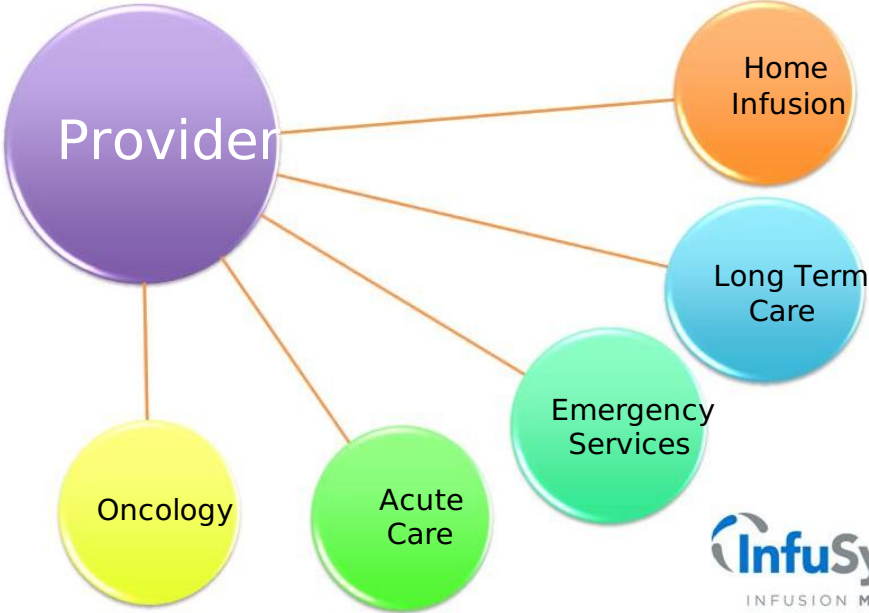 Provider
Home
Infusion
Long Term
Care
Emergency
Services
Oncology
Acute
Care
InfuSy
INFUSION M